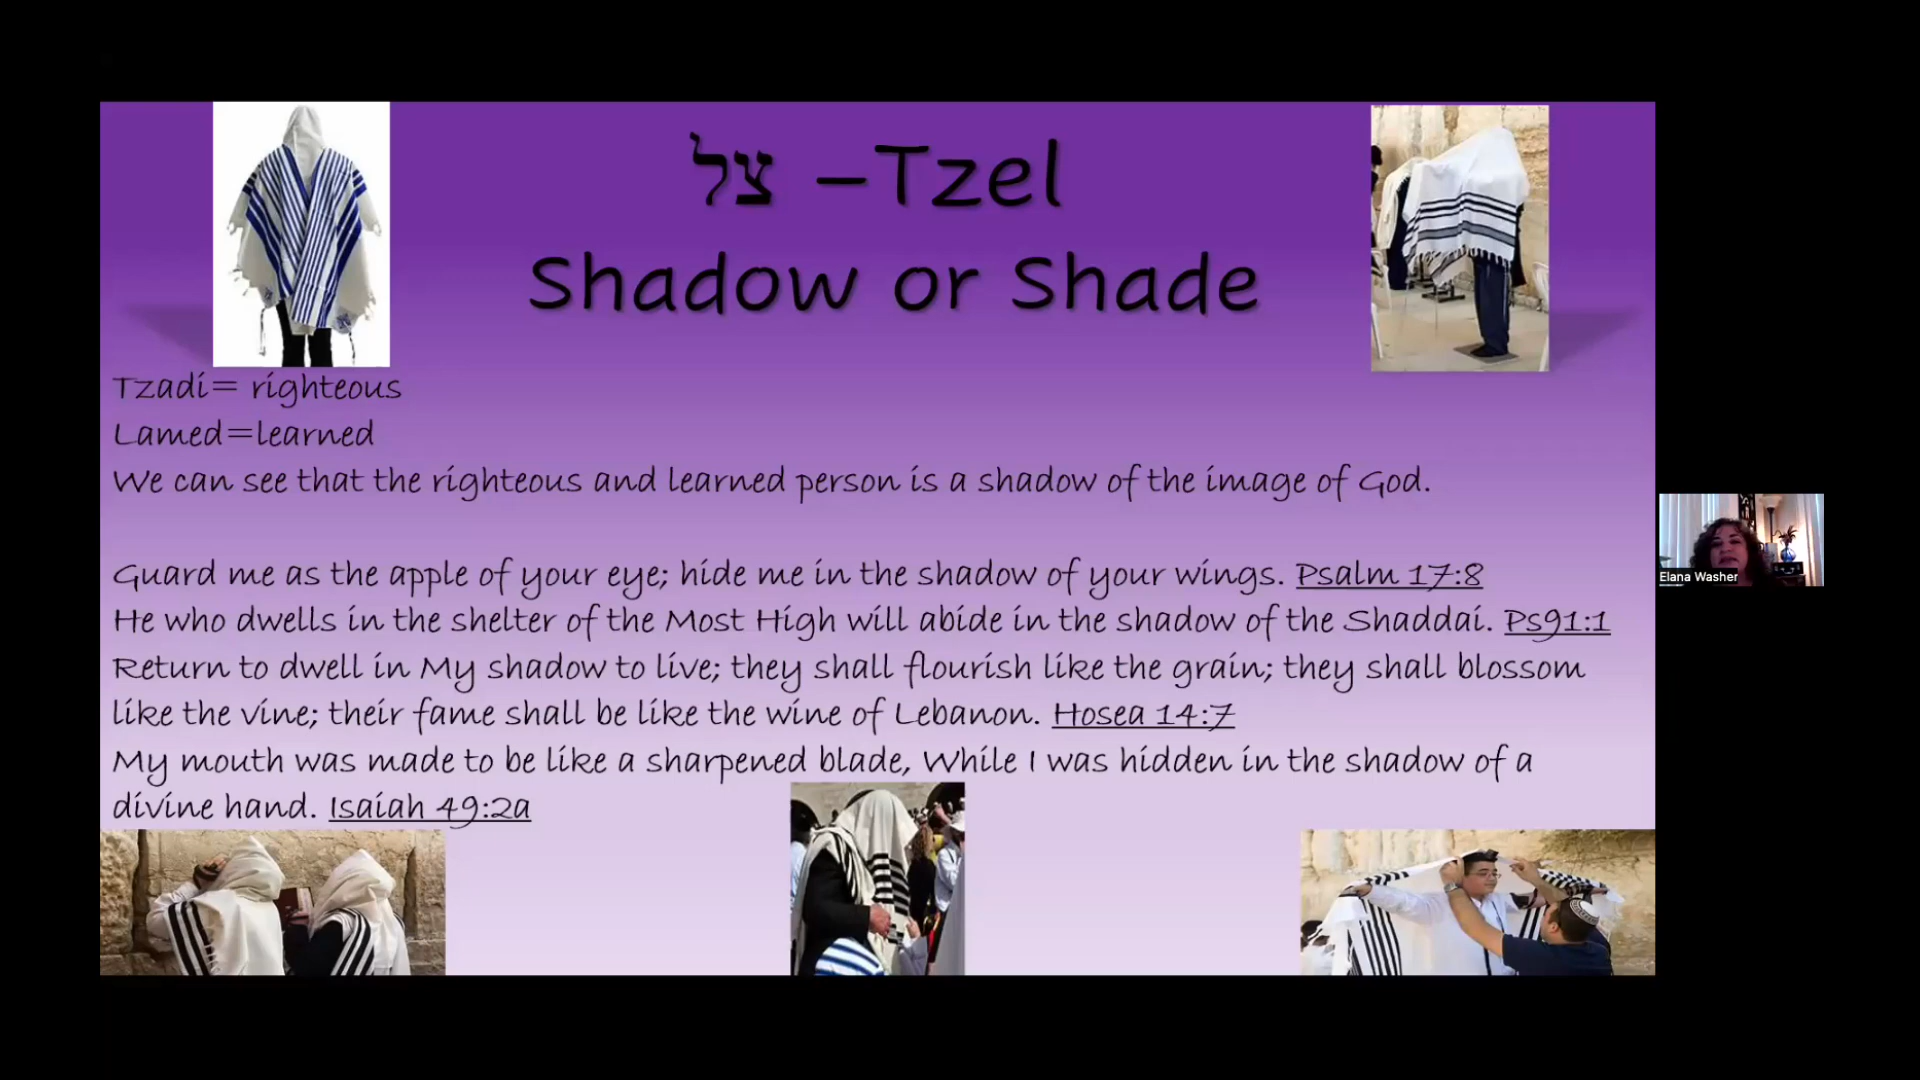 צל –Tzel
Shadow or Shade
Tzadi= righteous
Lamed=learned
We can see that the righteous and learned person is a shadow of the image of God.
Guard me as the apple of your eye; hide me in the shadow of your wings. Psalm 17:8
He who dwells in the shelter of the Most High will abide in the shadow of the Shaddai. Ps91:1
Return to dwell in My shadow to live; they shall flourish like the grain; they shall blossom
like the vine; their fame shall be like the wine of Lebanon. Hosea 14:7
My mouth was made to be like a sharpened blade, While I was hidden in the shadow of a
divine hand. Isaiah 49:2a
Elana Washer